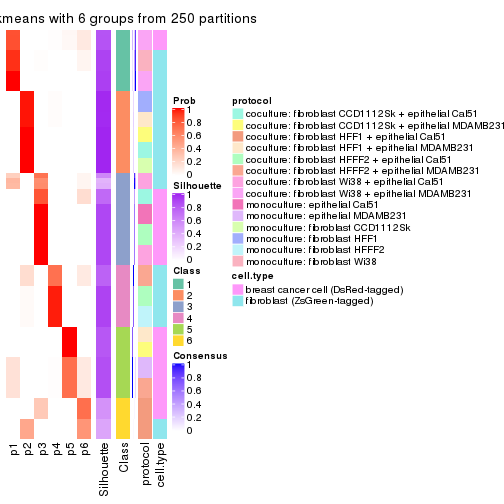 kmeans with 6 groups from 250 partitions
Prob
1
0.8
0.6
0.4
0.2
0
Silhouette
1
0.8
0.6
0.4
0.2
0
Class
1
2
3
4
5
6
Consensus
1
0.8
0.6
0.4
0.2
0
protocol
coculture: fibroblast CCD1112Sk + epithelial Cal51
coculture: fibroblast CCD1112Sk + epithelial MDAMB231
coculture: fibroblast HFF1 + epithelial Cal51
coculture: fibroblast HFF1 + epithelial MDAMB231
coculture: fibroblast HFFF2 + epithelial Cal51
coculture: fibroblast HFFF2 + epithelial MDAMB231
coculture: fibroblast Wi38 + epithelial Cal51
coculture: fibroblast Wi38 + epithelial MDAMB231
monoculture: epithelial Cal51
monoculture: epithelial MDAMB231
monoculture: fibroblast CCD1112Sk
monoculture: fibroblast HFF1
monoculture: fibroblast HFFF2
monoculture: fibroblast Wi38
cell.type
breast cancer cell (DsRed-tagged)
fibroblast (ZsGreen-tagged)
p1
p2
p3
p4
p5
p6
Silhouette
Class
protocol
cell.type